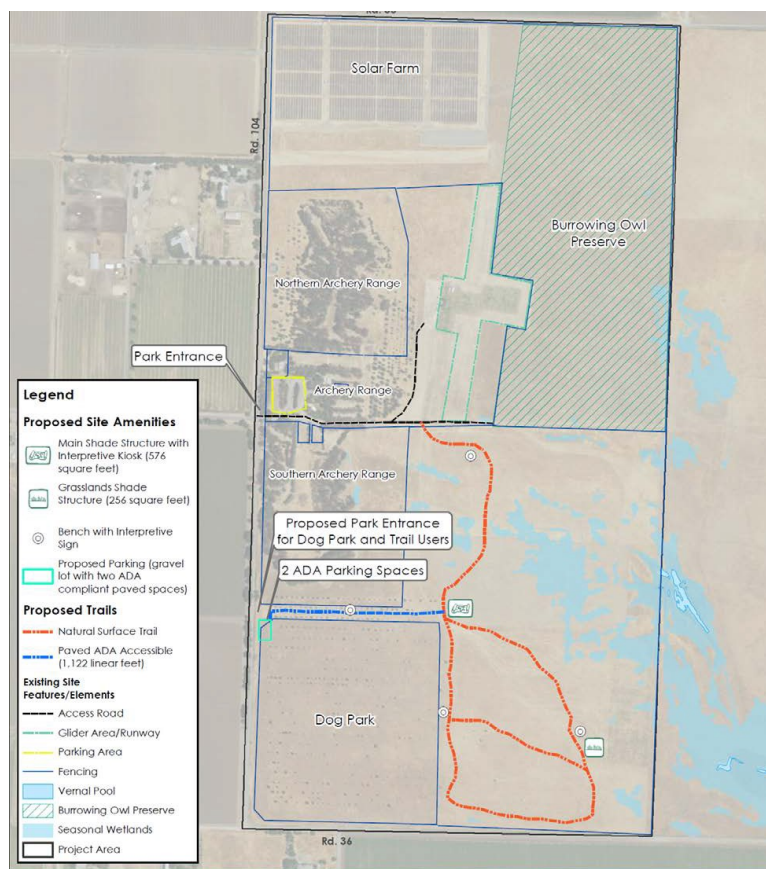 Solar Farm
Rd. 104
Burrowing Owl
Preserve
Northern Archery Range
Park Entrance
Archery Range
Southern Archery Range
Proposed Park Entrance
for Dog Park and Trail Users
2 ADA Parking Spaces
Dog Park
Rd. 36
Legend
Proposed Site Amenities
Main Shade Structure with
Interpretive Kiosk (576
square feet)
Grasslands Shade
Structure (256 square feet)
Bench with Interpretive
Sign
Proposed Parking (gravel
lot with two ADA
compliant paved spaces)
Proposed Trails
Natural Surface Trail
Paved ADA Accessible
(1,122 linear feet)
Existing Site
Features/Elements
Access Road
Glider Area/Runway
Parking Area
Fencing
Vernal Pool
Burrowing Owl Preserve
Seasonal Wetlands
Project Area